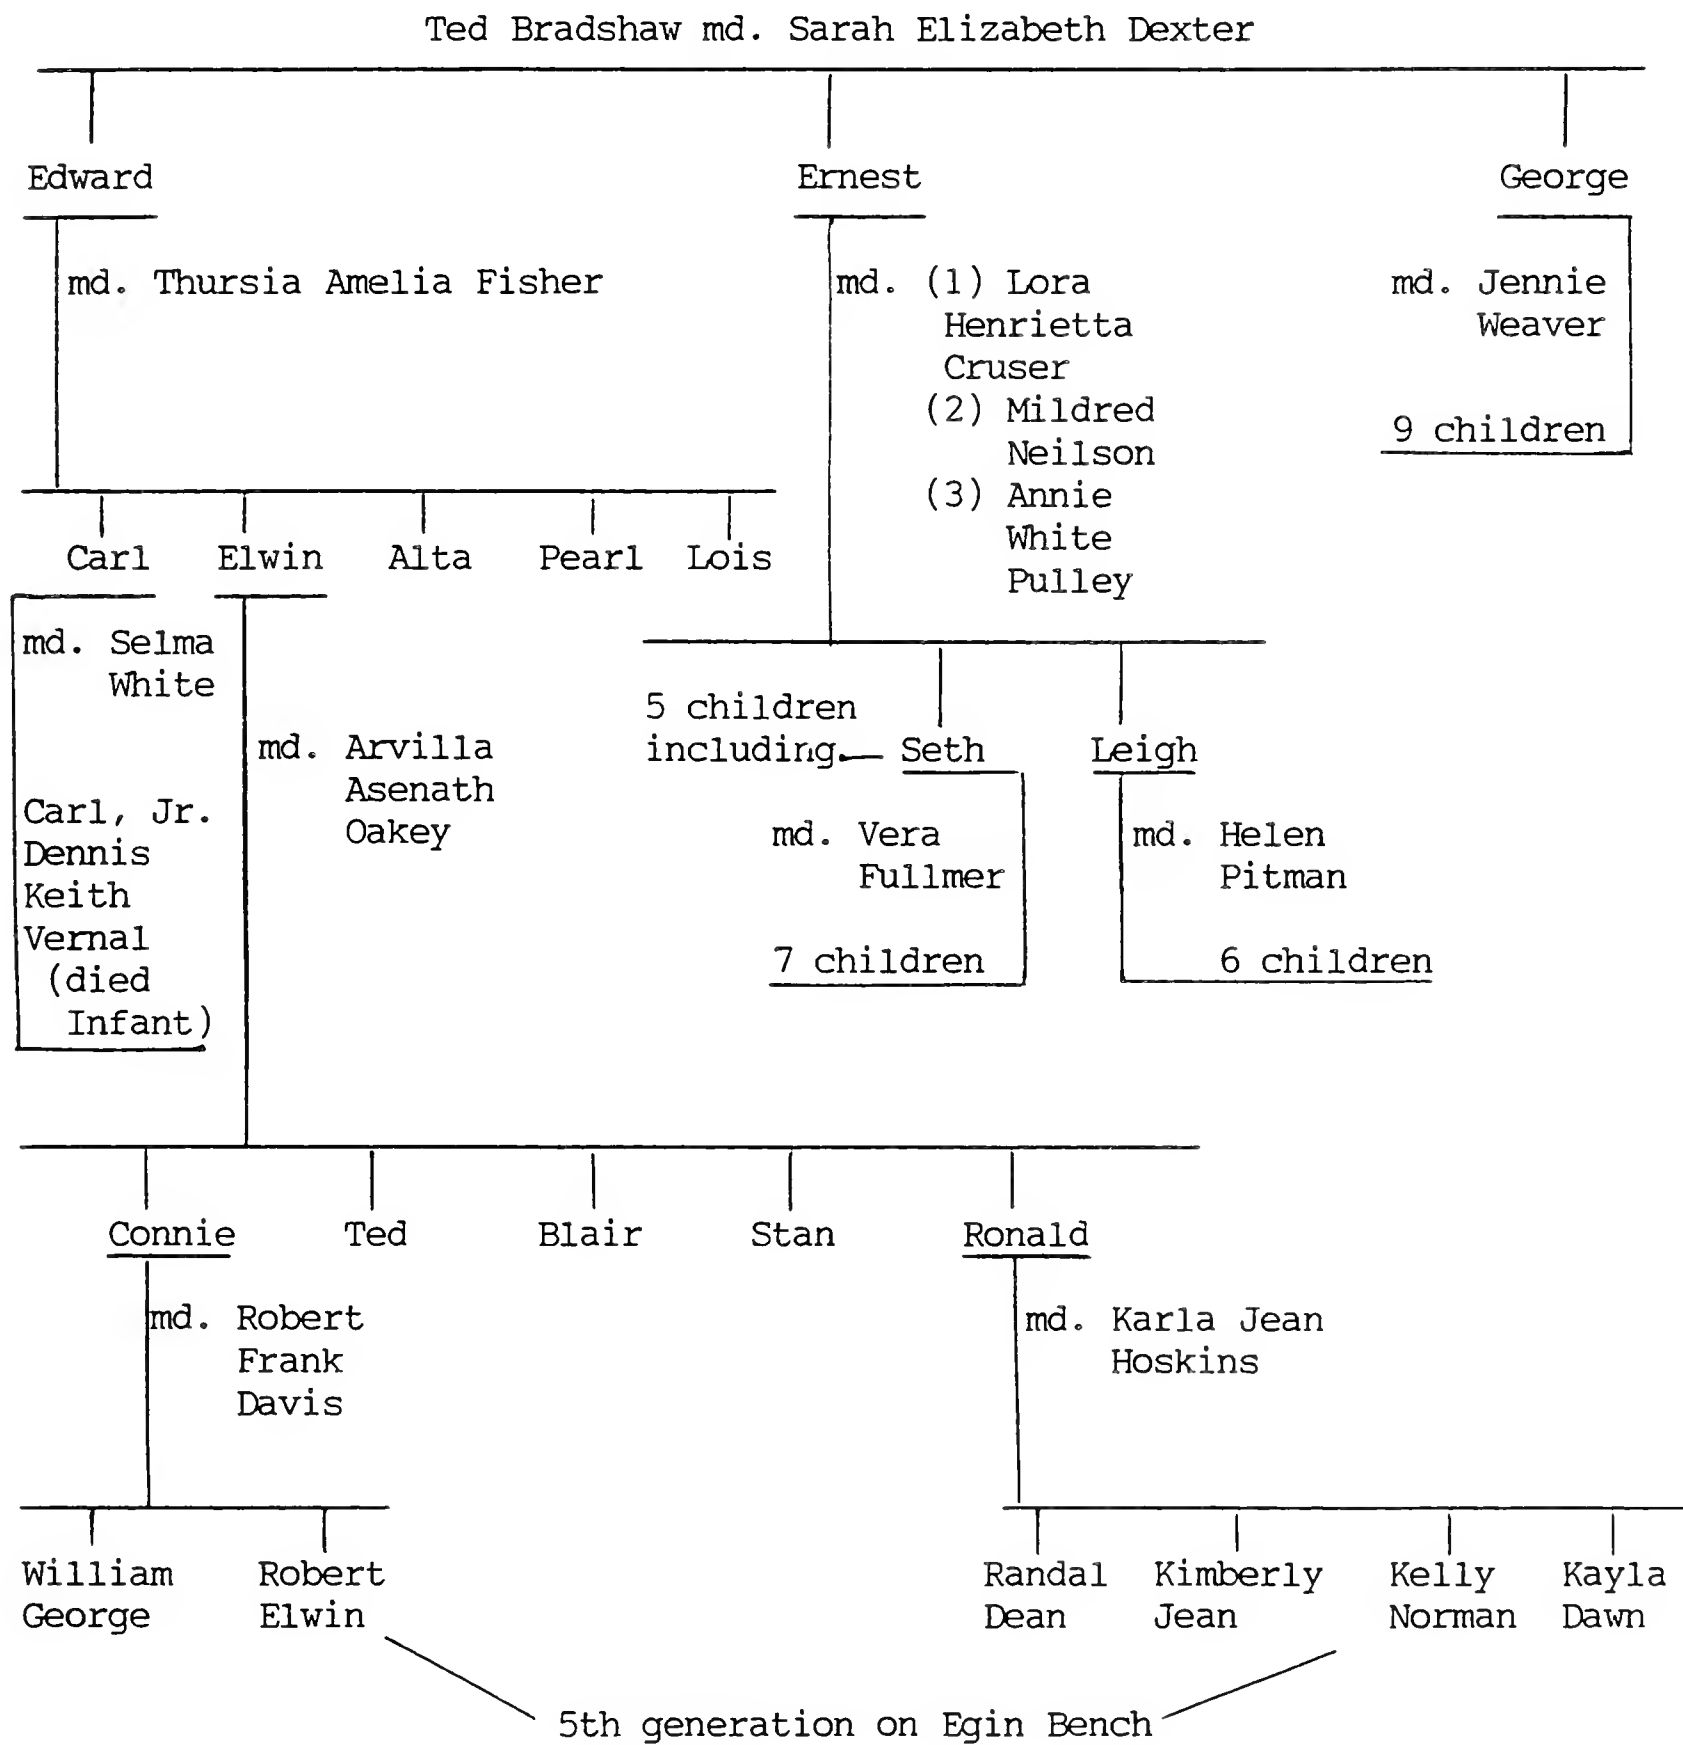 Ted Bradshaw md. Sarah Elizabeth Dexter
Edward
Ernest
George
md. Thursia Amelia Fisher
md. (1) Lora
Henrietta
Cruser
(2) Mildred
Neilson
(3) Annie
White
Pulley
md. Jennie
Weaver
9 children
Carl
Elwin
Alta
Pearl
Lois
md. Selma
White
Carl, Jr.
Dennis
Keith
Vernal
(died
Infant)
md. Arvilla
Asenath
Oakey
5 children
including
Seth
Leigh
md. Vera
Fullmer
7 children
md. Helen
Pitman
6 children
Connie
Ted
Blair
Stan
Ronald
md. Robert
Frank
Davis
md. Karla Jean
Hoskins
William
George
Robert
Elwin
Randal
Dean
Kimberly
Jean
Kelly
Norman
Kayla
Dawn
5th generation on Egin Bench